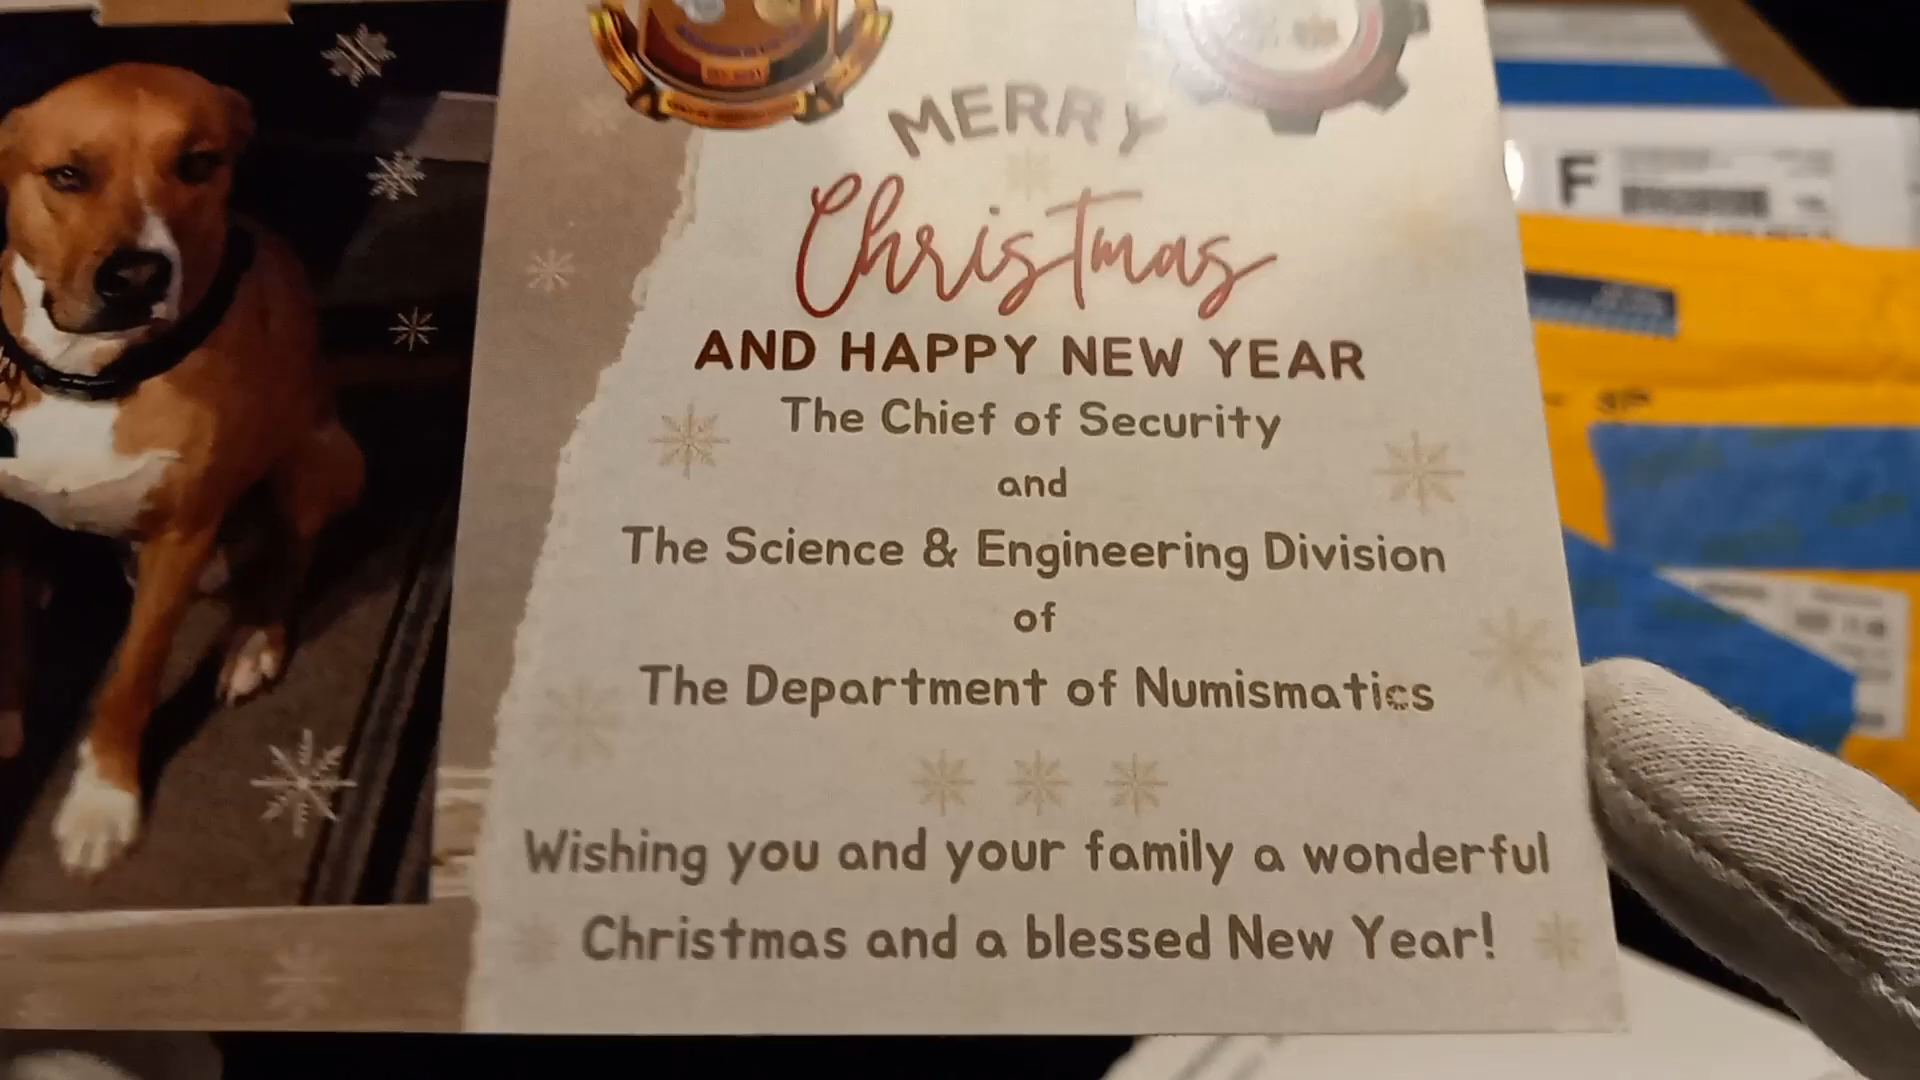 MERRY
Christmas
AND HAPPY NEW YEAR
The Chief of Security
and
The Science & Engineering Division
of
The Department of Numismatics
Wishing you and your family a wonderful
Christmas and a blessed New Year!
F